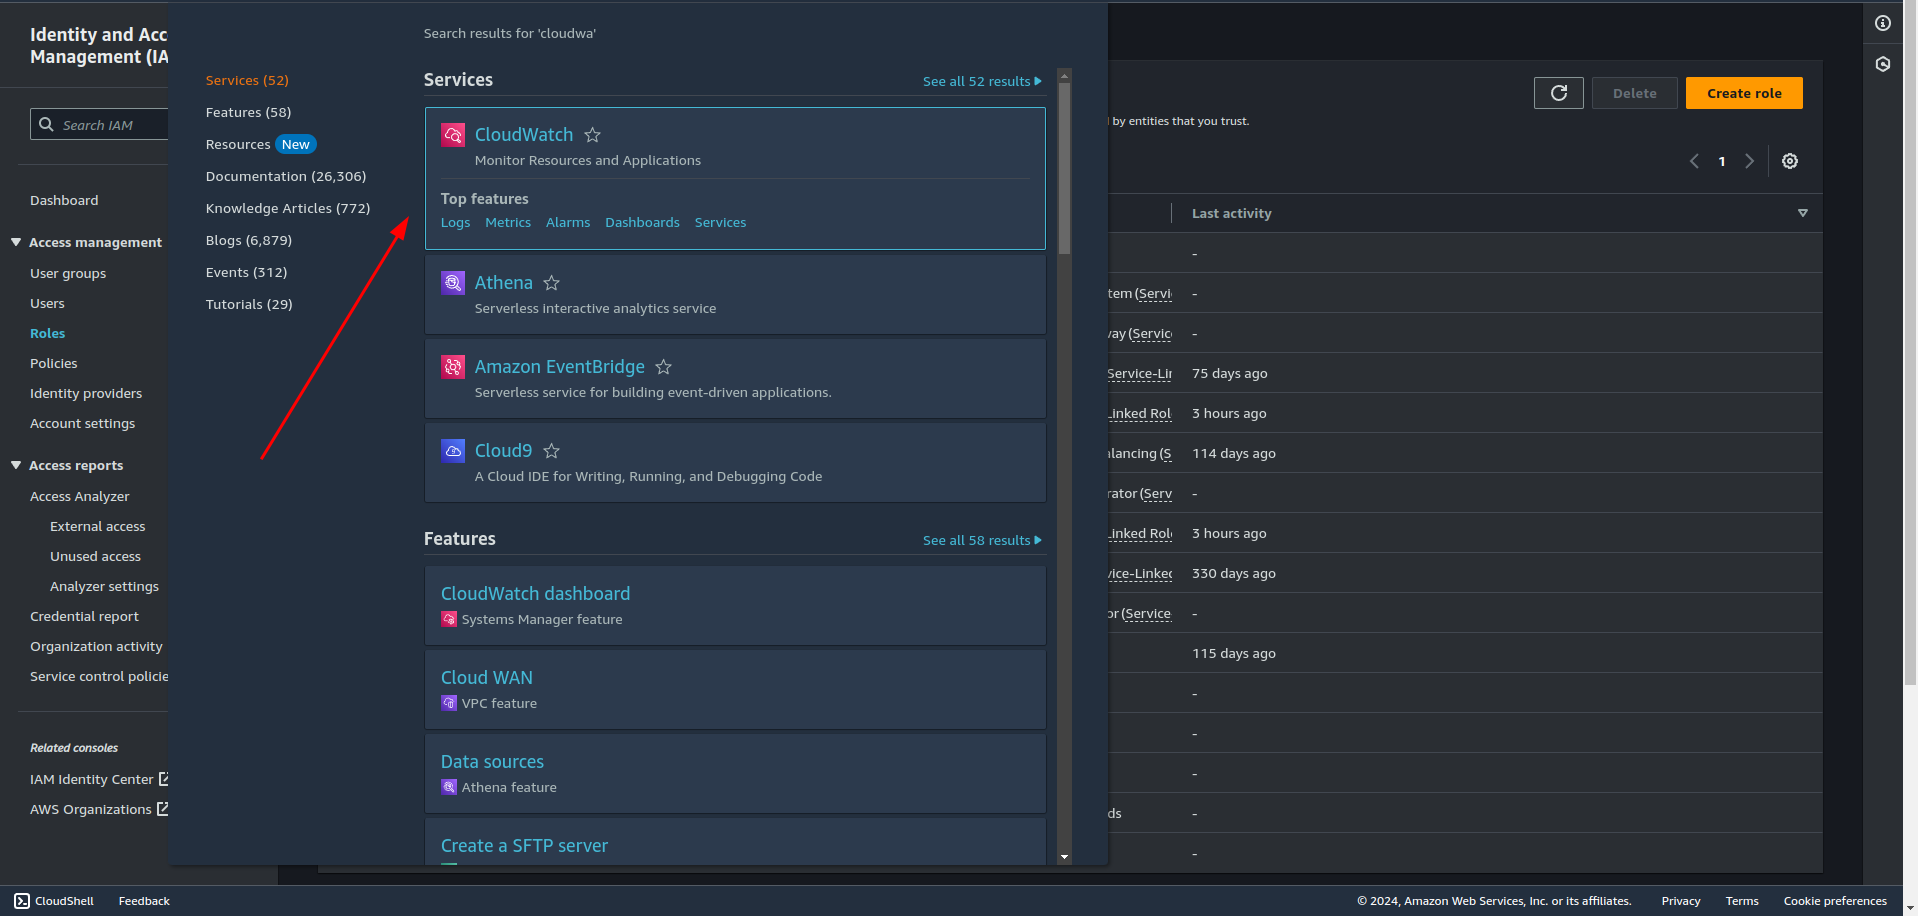 Identity and Acc
Management (IA
Search IAM
Dashboard
Access management
User groups
Users
Roles
Policies
Identity providers
Account settings
Access reports
Access Analyzer
External access
Unused access
Analyzer settings
Credential report
Organization activity
Service control policie
Related consoles
IAM Identity Center
AWS Organizations
Search results for 'cloudwa'
Services (52)
Features (58)
Resources New
Documentation (26,306)
Knowledge Articles (772)
Blogs (6,879)
Events (312)
Tutorials (29)
Services
See all 52 results
CloudWatch
Monitor Resources and Applications
Top features
Logs Metrics Alarms Dashboards Services
Athena
Serverless interactive analytics service
Amazon EventBridge
Serverless service for building event-driven applications.
Cloud9
A Cloud IDE for Writing, Running, and Debugging Code
Features
See all 58 results
CloudWatch dashboard
Systems Manager feature
Cloud WAN
VPC feature
Data sources
Athena feature
Create a SFTP server
Delete
Create role
by entities that you trust.
1
Last activity
-
tem (Servi -
way (Servic -
Service-Lin 75 days ago
Linked Rol 3 hours ago
alancing (S 114 days ago
rator (Serv -
Linked Rol 3 hours ago
vice-Linked 330 days ago
or (Service- -
115 days ago
-
-
-
ds -
-
CloudShell
Feedback
© 2024, Amazon Web Services, Inc. or its affiliates.
Privacy
Terms
Cookie preferences